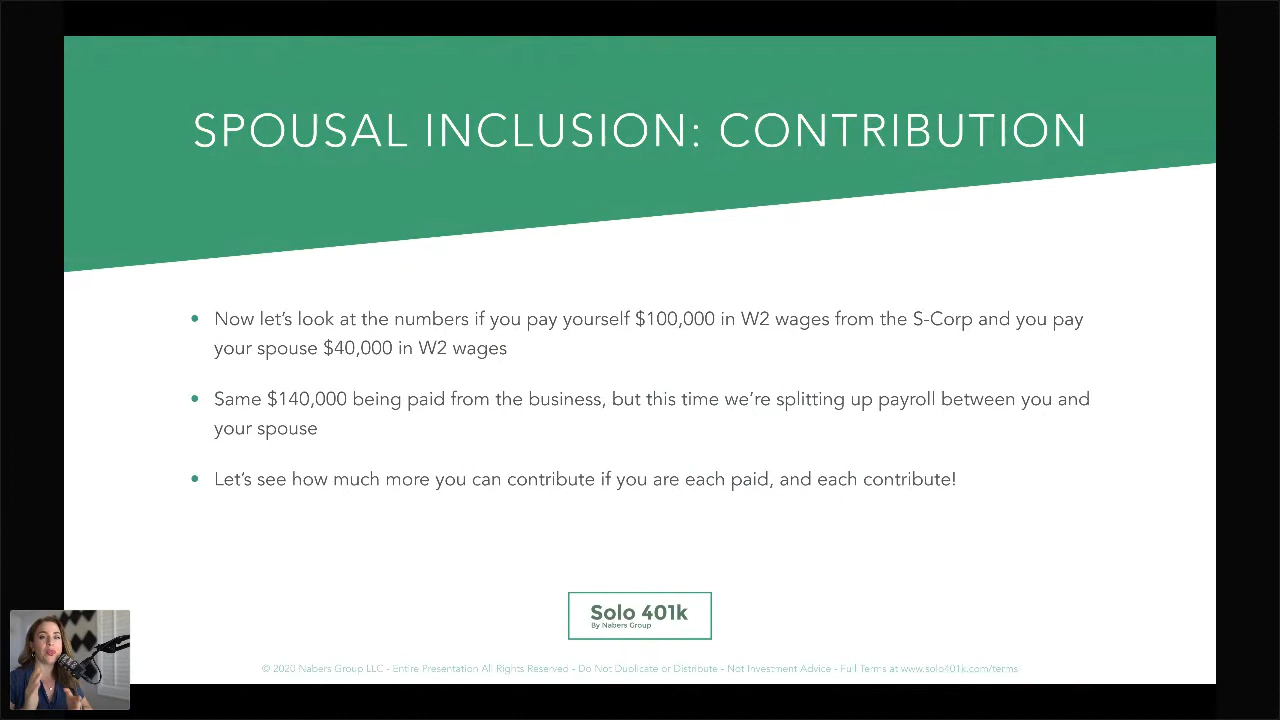 SPOUSAL INCLUSION: CONTRIBUTION
• Now let's look at the numbers if you pay yourself $100,000 in W2 wages from the S-Corp and you pay
your spouse $40,000 in W2 wages
• Same $140,000 being paid from the business, but this time we're splitting up payroll between you and
your spouse
• Let's see how much more you can contribute if you are each paid, and each contribute!
Solo 401k
By Nabers Group
© 2020 Nabers Group LLC - Entire Presentation All Rights Reserved - Do Not Duplicate or Distribute - Not Investment Advice - Full Terms at www.solo401k.com/terms